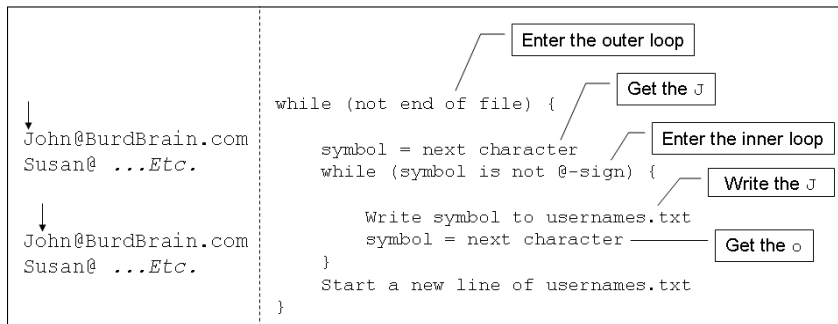 John@BurdBrain.com
Susan@ ...Etc.
John@BurdBrain.com
Susan@ ...Etc.
Enter the outer loop
Get the J
while (not end of file) {
symbol = next character
Enter the inner loop
while (symbol is not @-sign) {
Write the J
Write symbol to usernames.txt
symbol = next character
Get the o
}
Start a new line of usernames.txt
}